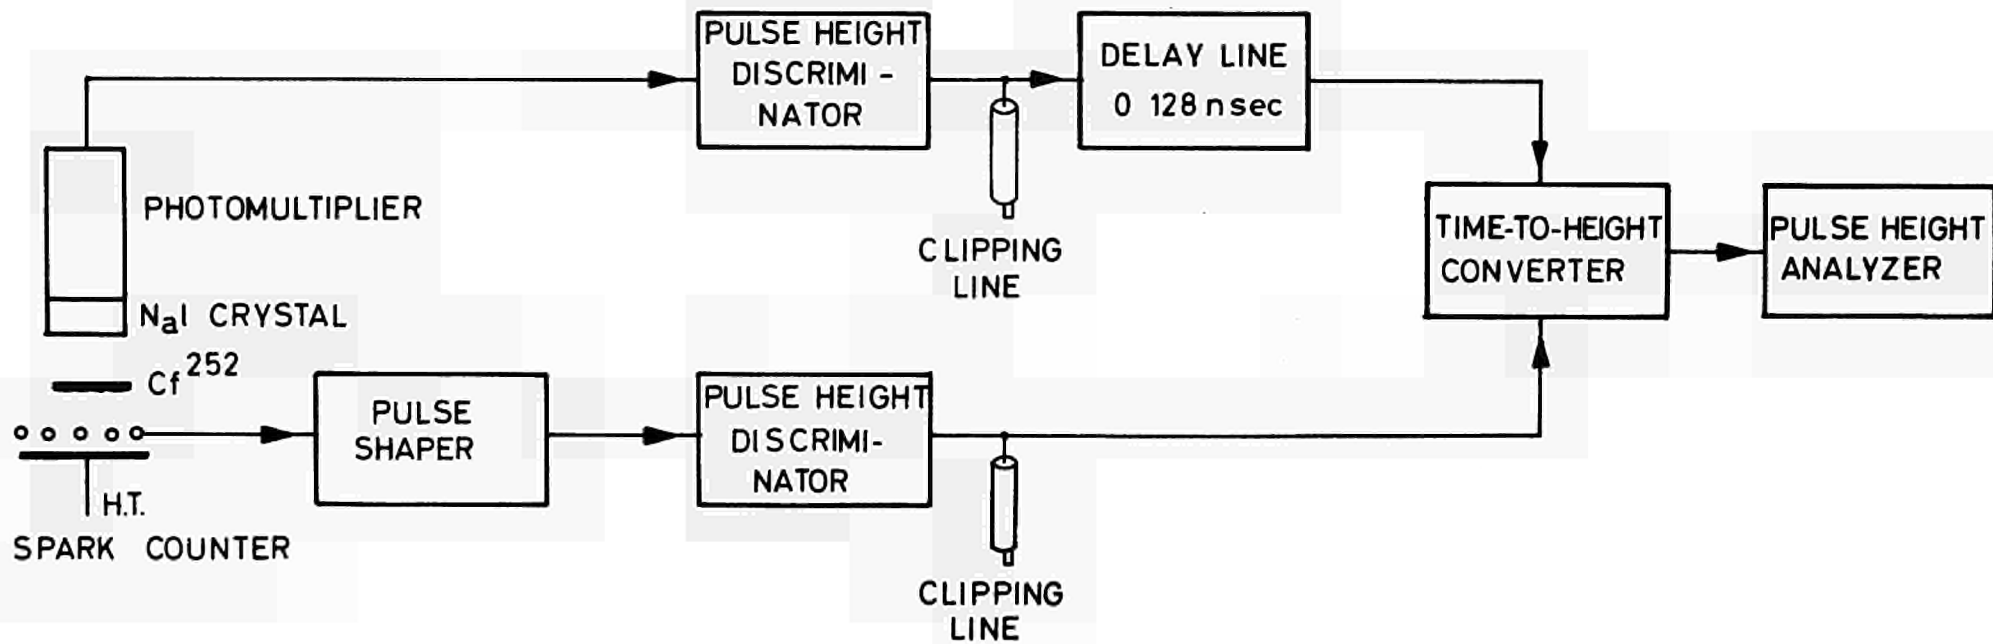 PULSE HEIGHT
DISCRIMI-
NATOR
DELAY LINE
0 128 nsec
PHOTOMULTIPLIER
CLIPPING
LINE
TIME-TO-HEIGHT
CONVERTER
PULSE HEIGHT
ANALYZER
NaI CRYSTAL
Cf252
PULSE
SHAPER
PULSE HEIGHT
DISCRIMI-
NATOR
H.T.
SPARK COUNTER
CLIPPING
LINE